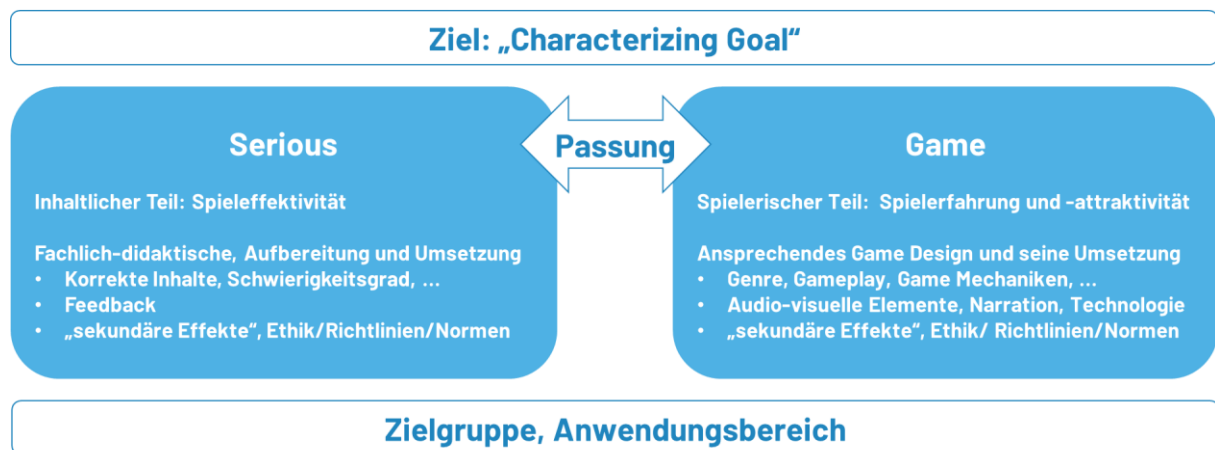 Ziel: „Characterizing Goal“
Serious
Inhaltlicher Teil: Spieleffektivität
Fachlich-didaktische, Aufbereitung und Umsetzung
• Korrekte Inhalte, Schwierigkeitsgrad, ...
• Feedback
• „sekundäre Effekte“, Ethik/Richtlinien/Normen
Passung
Game
Spielerischer Teil: Spielerfahrung und -attraktivität
Ansprechendes Game Design und seine Umsetzung
• Genre, Gameplay, Game Mechaniken, ...
• Audio-visuelle Elemente, Narration, Technologie
• „sekundäre Effekte“, Ethik/ Richtlinien/Normen
Zielgruppe, Anwendungsbereich